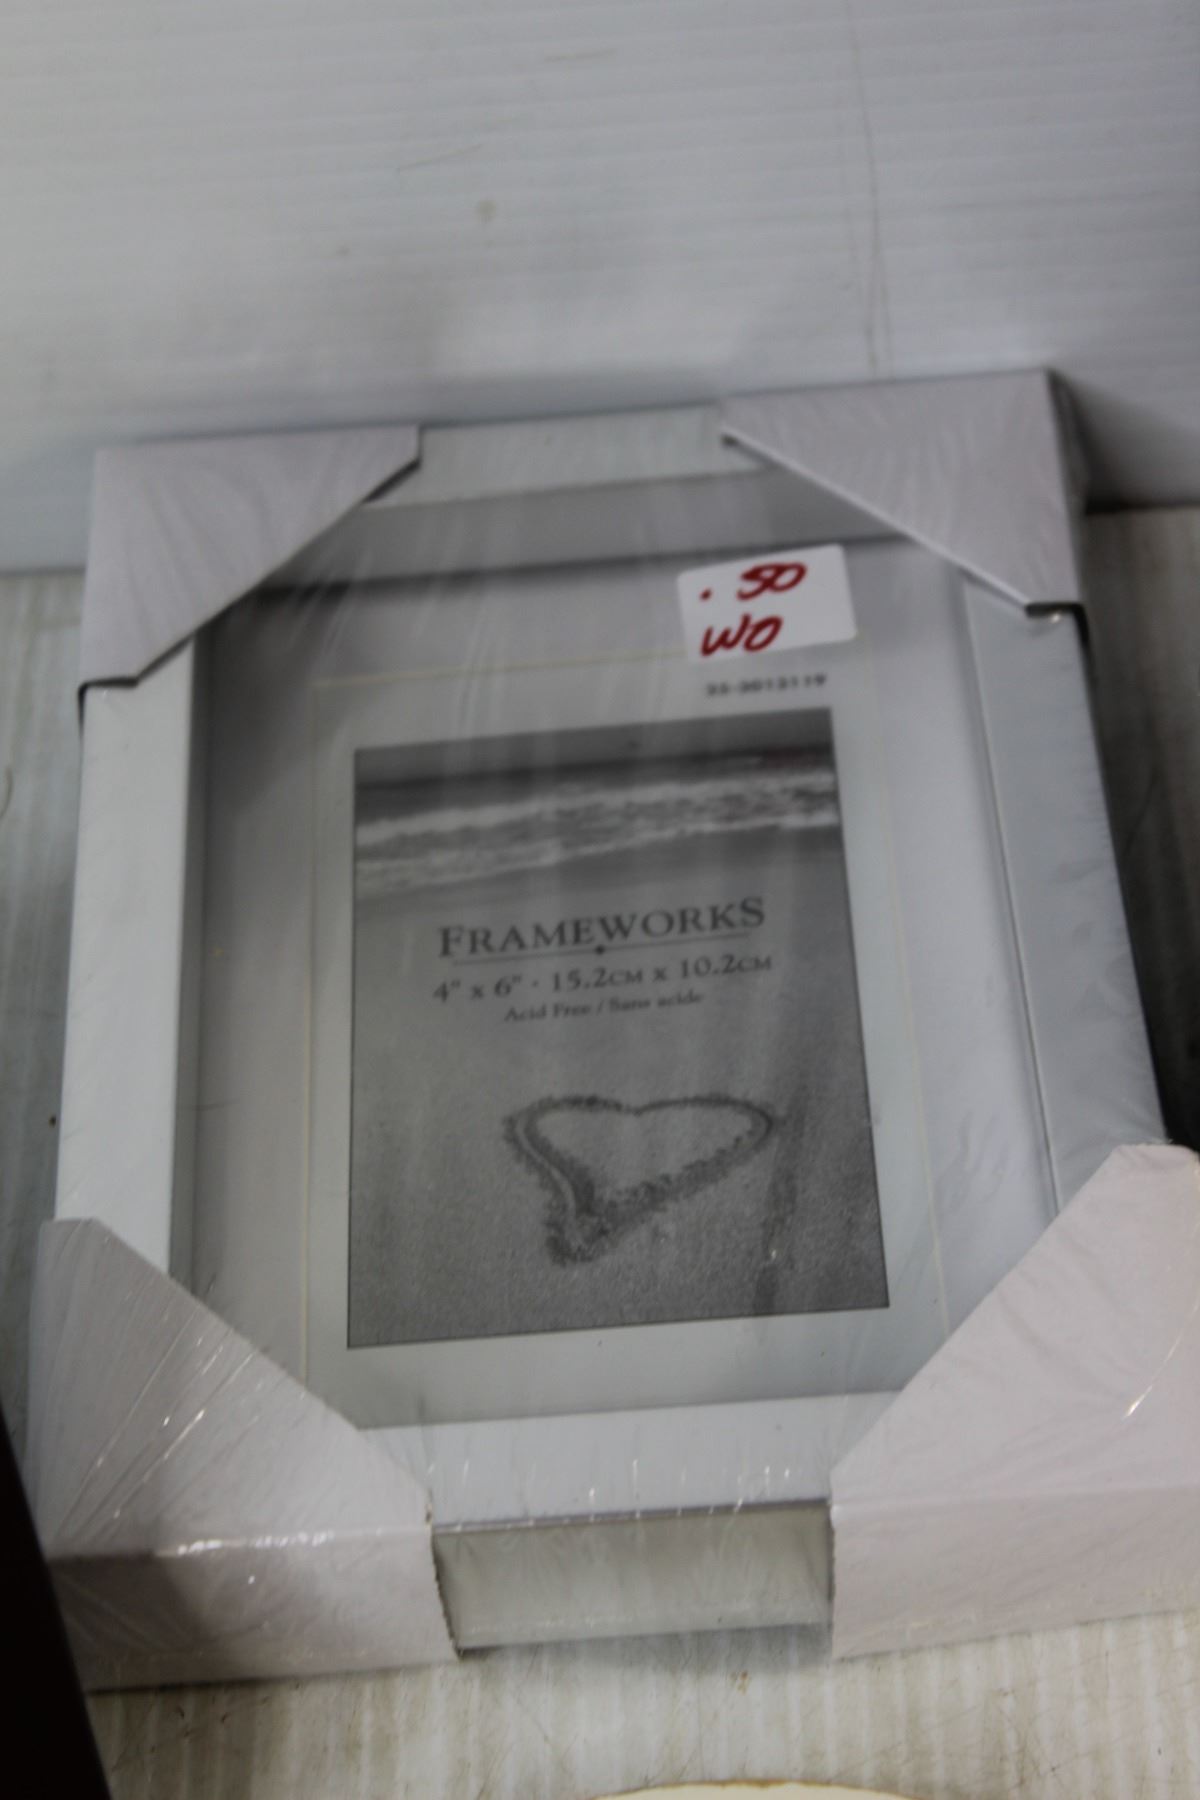 . 50
WO
FRAMEWORKS
4" x 6" · 15.2CM x 10.2CM
Acid Free / Sans acide